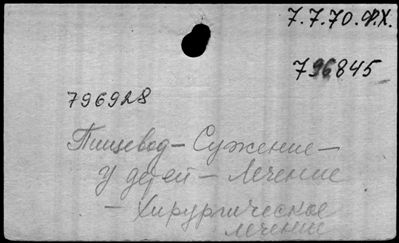 7.7.70.Ф.Х.
796845
796928
Пищевод - Сужение -
у детей - Лечение
- Хирургическое
лечение